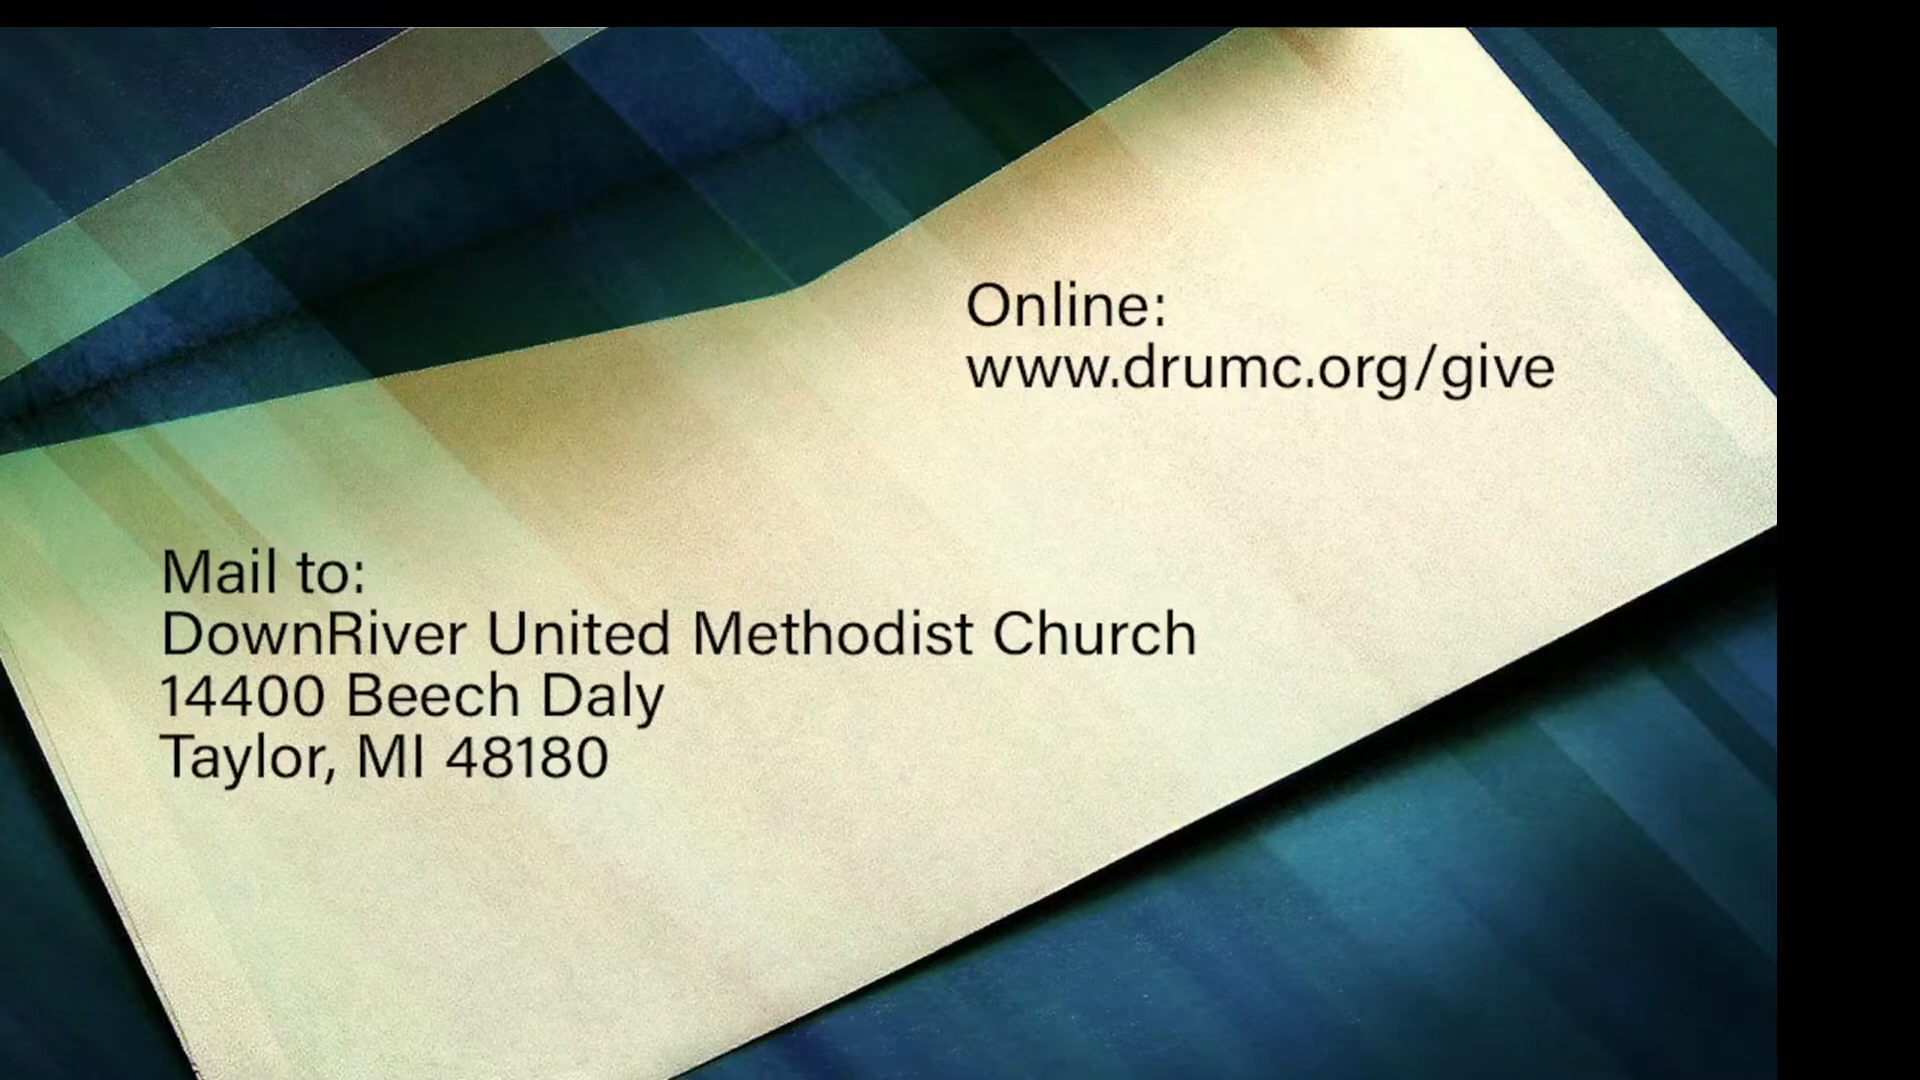 Online:
www.drumc.org/give
Mail to:
DownRiver United Methodist Church
14400 Beech Daly
Taylor, MI 48180